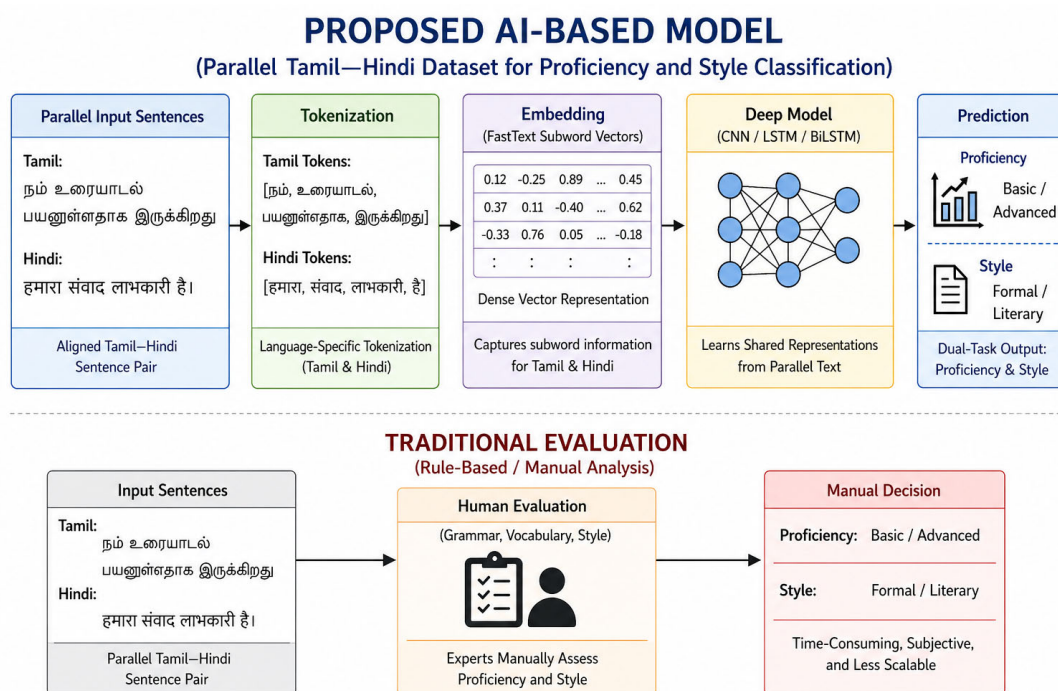 PROPOSED AI-BASED MODEL
(Parallel Tamil—Hindi Dataset for Proficiency and Style Classification)
Parallel Input Sentences
Tamil:
நம் உரையாடல்
பயனுள்ளதாக இருக்கிறது
Hindi:
हमारा संवाद लाभकारी है।
Aligned Tamil—Hindi
Sentence Pair
Tokenization
Tamil Tokens:
[நம், உரையாடல்,
பயனுள்ளதாக, இருக்கிறது]
Hindi Tokens:
[हमारा, संवाद, लाभकारी, है]
Language-Specific Tokenization
(Tamil & Hindi)
Embedding
(FastText Subword Vectors)
0.12 -0.25 0.89 ... 0.45
0.37 0.11 -0.40 ... 0.62
-0.33 0.76 0.05 ... -0.18
: : : :
Dense Vector Representation
Captures subword information
for Tamil & Hindi
Deep Model
(CNN / LSTM / BiLSTM)
Learns Shared Representations
from Parallel Text
Prediction
Proficiency
Basic /
Advanced
Style
Formal /
Literary
Dual-Task Output:
Proficiency & Style
TRADITIONAL EVALUATION
(Rule-Based / Manual Analysis)
Input Sentences
Tamil:
நம் உரையாடல்
பயனுள்ளதாக இருக்கிறது
Hindi:
हमारा संवाद लाभकारी है।
Parallel Tamil—Hindi
Sentence Pair
Human Evaluation
(Grammar, Vocabulary, Style)
Experts Manually Assess
Proficiency and Style
Manual Decision
Proficiency: Basic / Advanced
Style: Formal / Literary
Time-Consuming, Subjective,
and Less Scalable